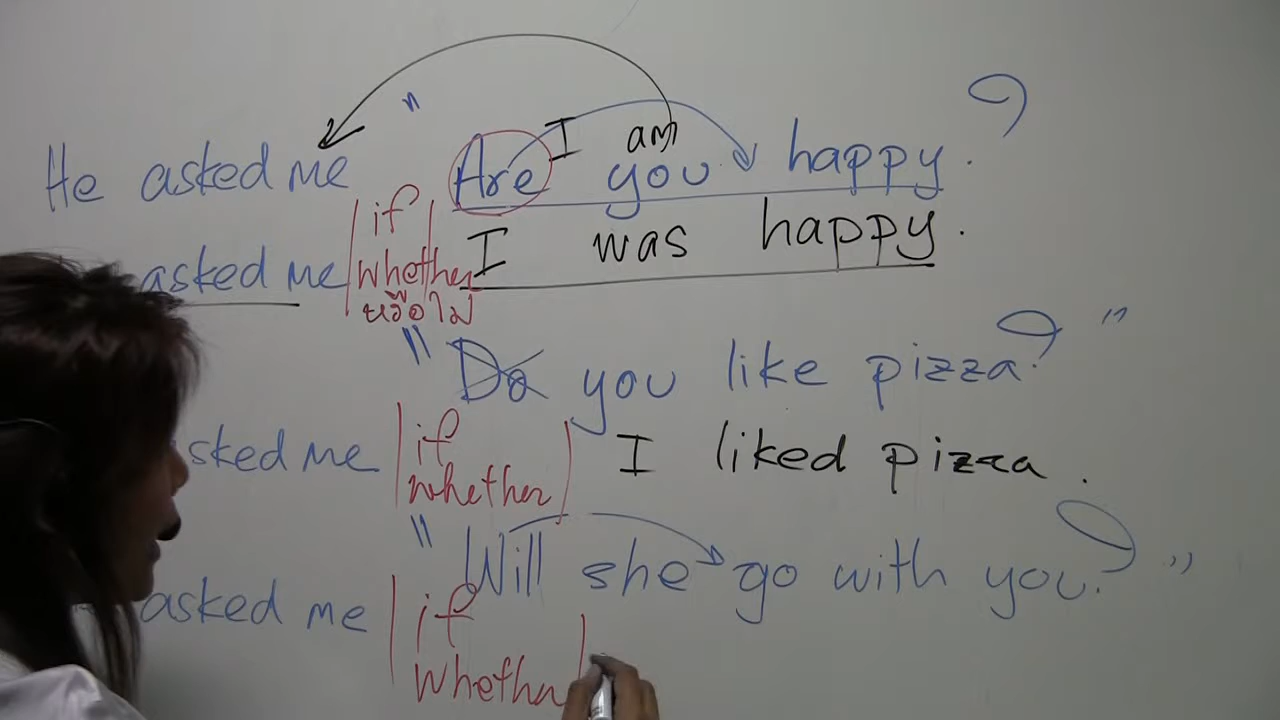 I am
He asked me " Are you happy.?
if
asked me whether I was happy.
หรือไม่
" Do you like pizza.? "
if
asked me whether I liked pizza.
" Will she go with you.? "
if
asked me whether